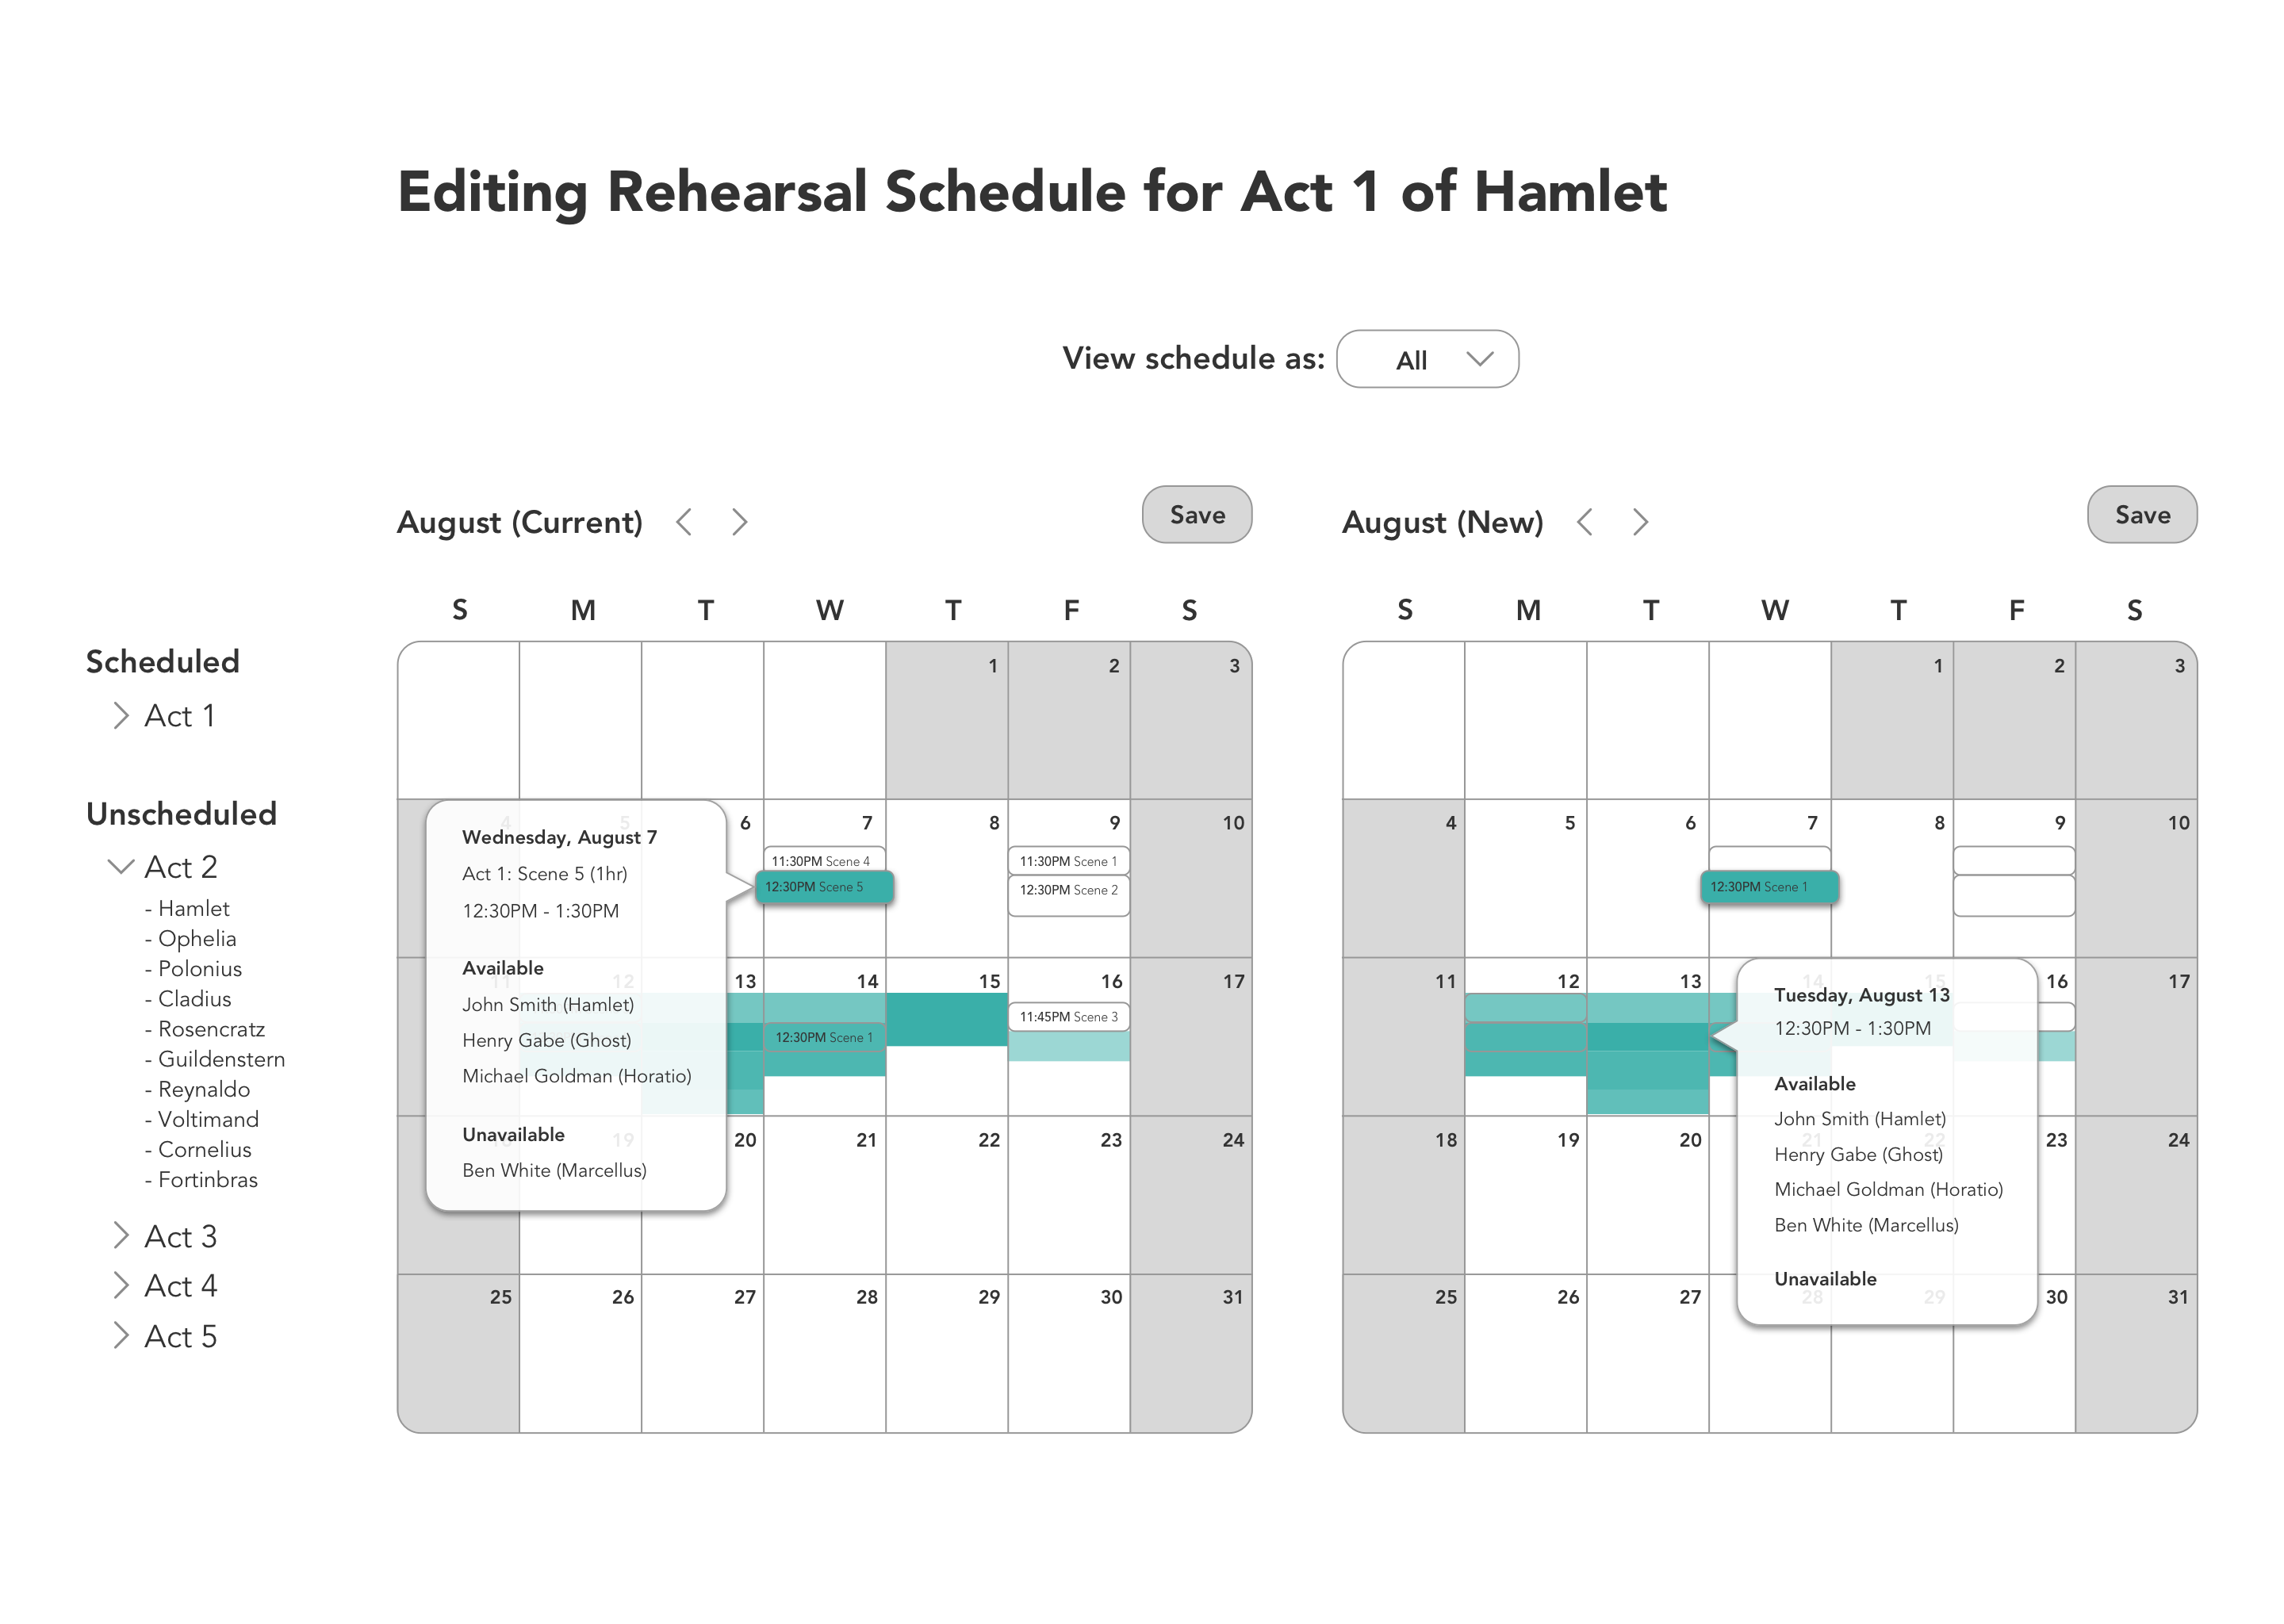 Editing Rehearsal Schedule for Act 1 of Hamlet
View schedule as: All
August (Current)
Save
August (New)
Save
S M T W T F S
S M T W T F S
Scheduled
Act 1
Unscheduled
Act 2
- Hamlet
- Ophelia
- Polonius
- Cladius
- Rosencratz
- Guildenstern
- Reynaldo
- Voltimand
- Cornelius
- Fortinbras
Act 3
Act 4
Act 5
1 2 3
4 5 6 7 8 9 10
11:30PM Scene 4
11:30PM Scene 1
12:30PM Scene 5
12:30PM Scene 2
Wednesday, August 7
Act 1: Scene 5 (1hr)
12:30PM - 1:30PM
Available
John Smith (Hamlet)
Henry Gabe (Ghost)
Michael Goldman (Horatio)
Unavailable
Ben White (Marcellus)
11 12 13 14 15 16 17
11:45PM Scene 3
12:30PM Scene 1
19 20 21 22 23 24
25 26 27 28 29 30 31
1 2 3
4 5 6 7 8 9 10
12:30PM Scene 1
11 12 13 14 15 16 17
Tuesday, August 13
12:30PM - 1:30PM
Available
John Smith (Hamlet)
Henry Gabe (Ghost)
Michael Goldman (Horatio)
Ben White (Marcellus)
Unavailable
18 19 20 21 22 23 24
25 26 27 28 29 30 31